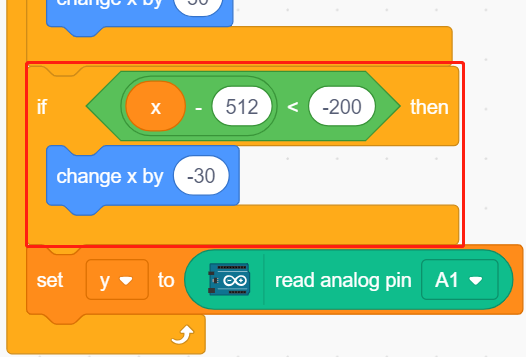 change x by 30
if x - 512 < -200 then
change x by -30
set y to read analog pin A1